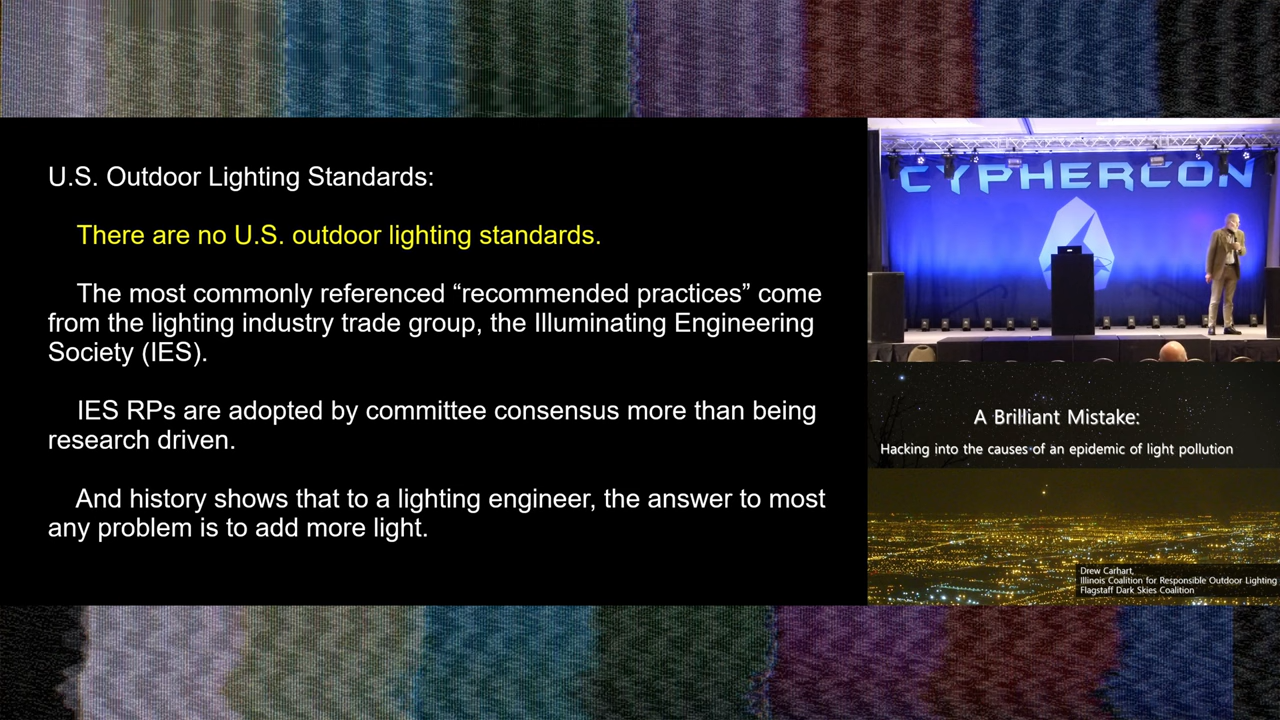 U.S. Outdoor Lighting Standards:
There are no U.S. outdoor lighting standards.
The most commonly referenced “recommended practices” come
from the lighting industry trade group, the Illuminating Engineering
Society (IES).
IES RPs are adopted by committee consensus more than being
research driven.
And history shows that to a lighting engineer, the answer to most
any problem is to add more light.
CYPHERCON
A Brilliant Mistake:
Hacking into the causes of an epidemic of light pollution
Drew Carhart,
Illinois Coalition for Responsible Outdoor Lighting
Flagstaff Dark Skies Coalition